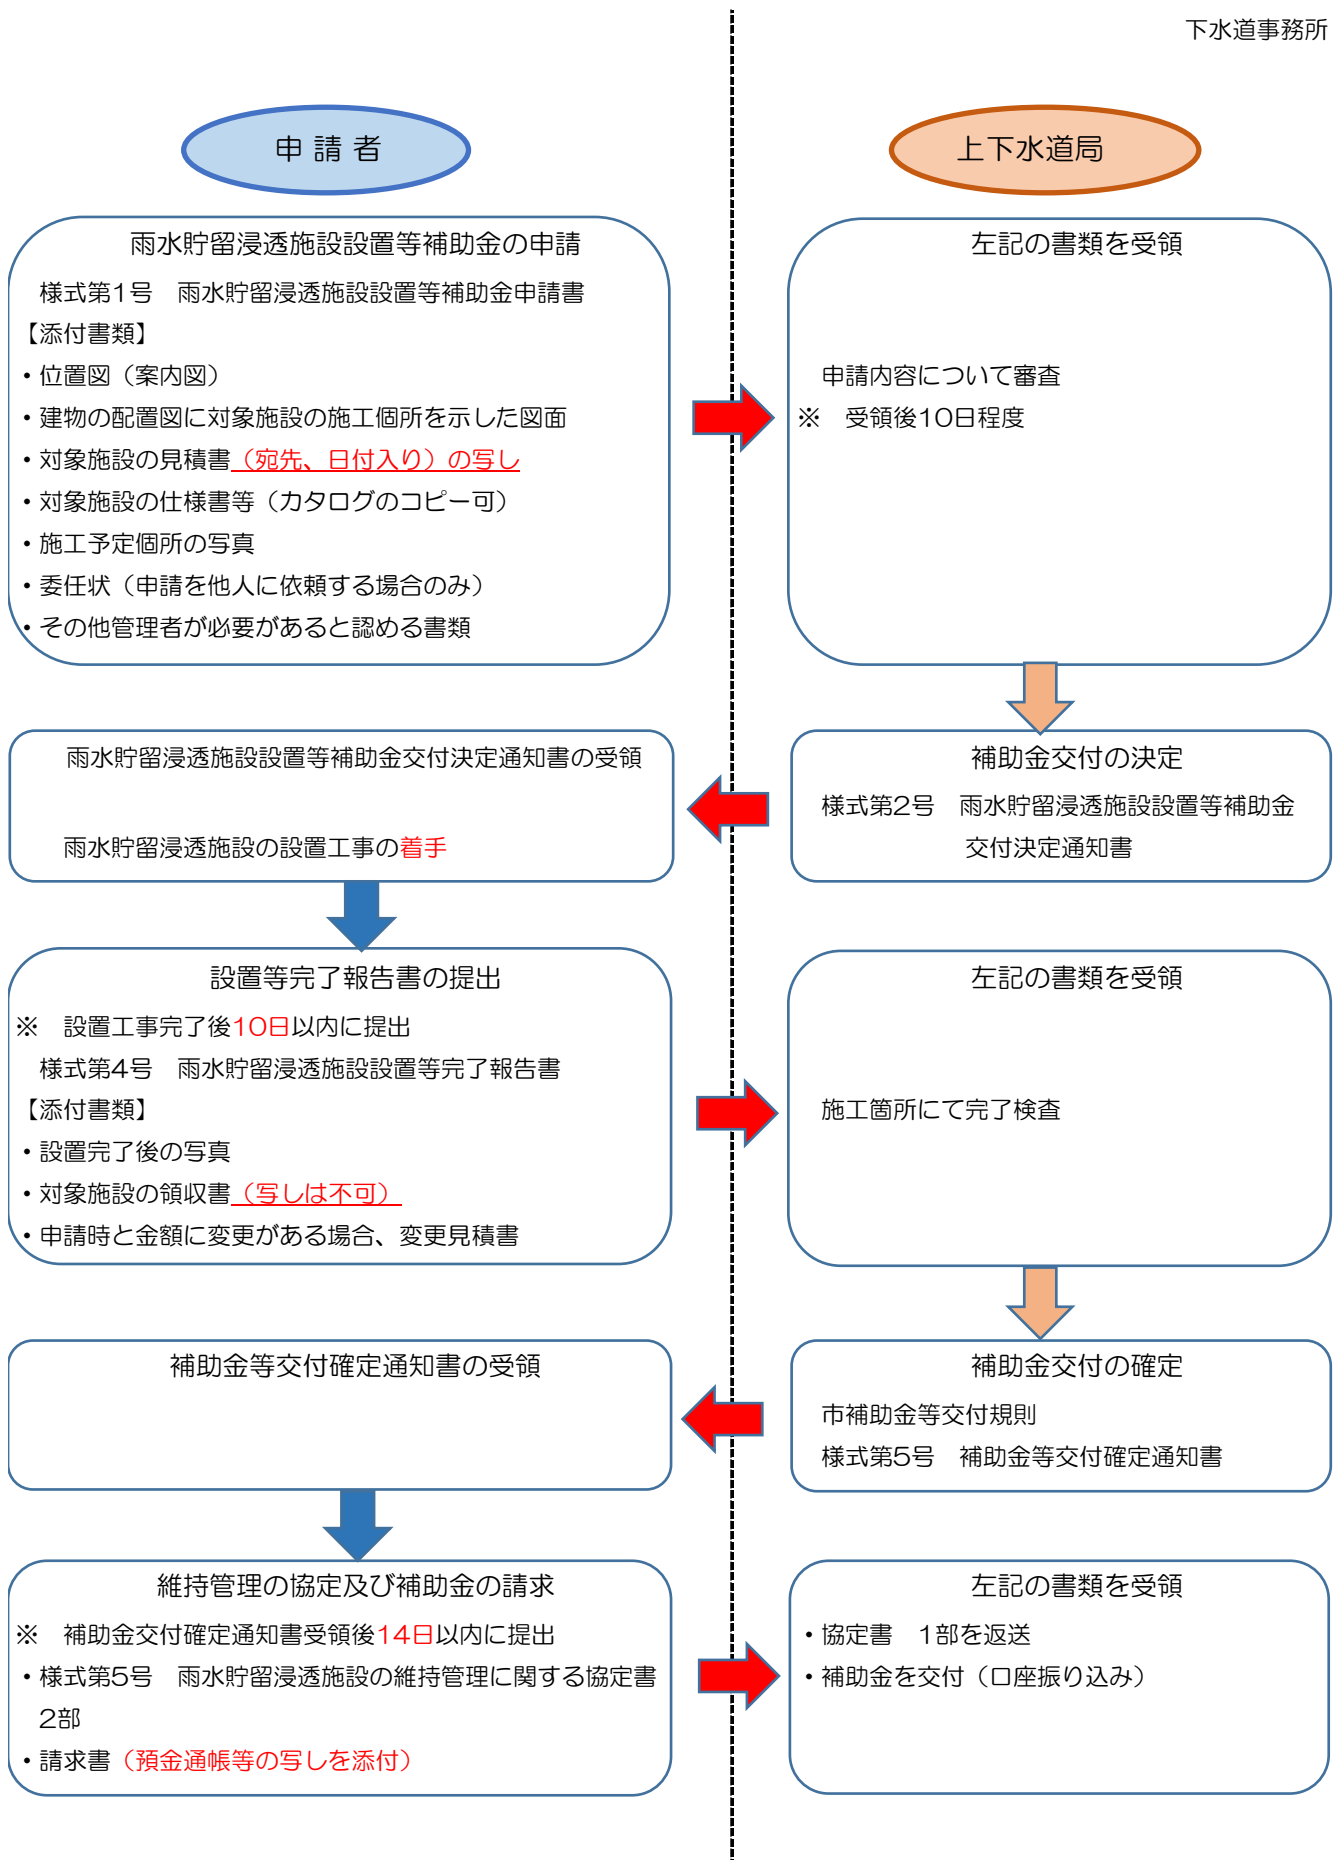 下水道事務所
申 請 者
上下水道局
雨水貯留浸透施設設置等補助金の申請
様式第1号　雨水貯留浸透施設設置等補助金申請書
【添付書類】
・位置図（案内図）
・建物の配置図に対象施設の施工個所を示した図面
・対象施設の見積書（宛先、日付入り）の写し
・対象施設の仕様書等（カタログのコピー可）
・施工予定個所の写真
・委任状（申請を他人に依頼する場合のみ）
・その他管理者が必要があると認める書類
左記の書類を受領
申請内容について審査
※　受領後10日程度
補助金交付の決定
様式第2号　雨水貯留浸透施設設置等補助金
交付決定通知書
雨水貯留浸透施設設置等補助金交付決定通知書の受領
雨水貯留浸透施設の設置工事の着手
設置等完了報告書の提出
※　設置工事完了後10日以内に提出
様式第4号　雨水貯留浸透施設設置等完了報告書
【添付書類】
・設置完了後の写真
・対象施設の領収書（写しは不可）
・申請時と金額に変更がある場合、変更見積書
左記の書類を受領
施工箇所にて完了検査
補助金交付の確定
市補助金等交付規則
様式第5号　補助金等交付確定通知書
補助金等交付確定通知書の受領
維持管理の協定及び補助金の請求
※　補助金交付確定通知書受領後14日以内に提出
・様式第5号　雨水貯留浸透施設の維持管理に関する協定書
2部
・請求書（預金通帳等の写しを添付）
左記の書類を受領
・協定書　1部を返送
・補助金を交付（口座振り込み）